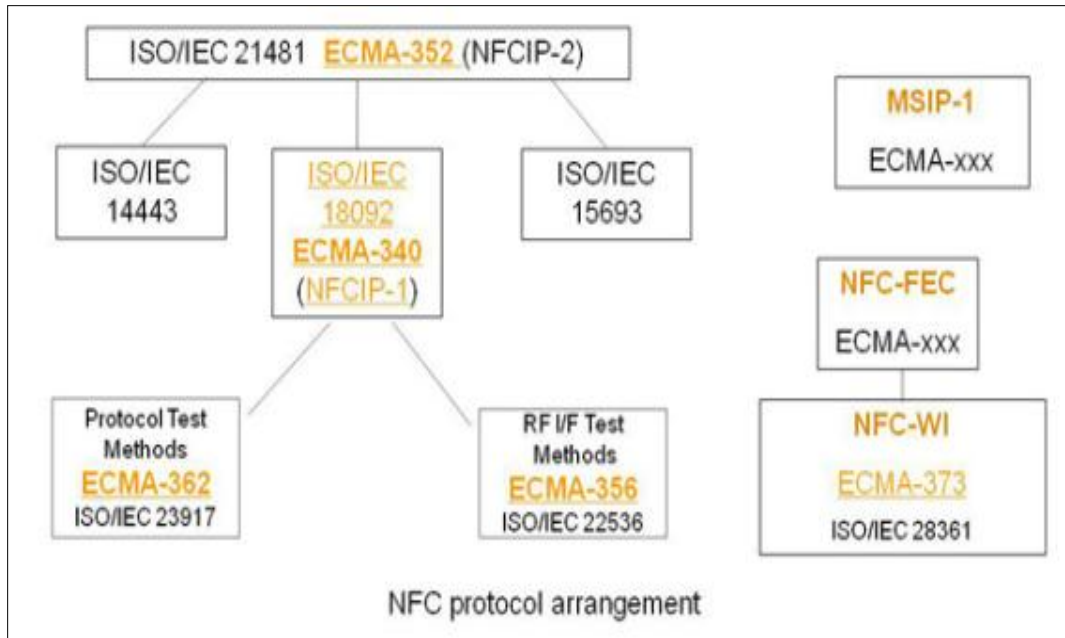 ISO/IEC 21481 ECMA-352 (NFCIP-2)
ISO/IEC
14443
ISO/IEC
18092
ECMA-340
(NFCIP-1)
ISO/IEC
15693
MSIP-1
ECMA-xxx
NFC-FEC
ECMA-xxx
Protocol Test
Methods
ECMA-362
ISO/IEC 23917
RF I/F Test
Methods
ECMA-356
ISO/IEC 22536
NFC-WI
ECMA-373
ISO/IEC 28361
NFC protocol arrangement